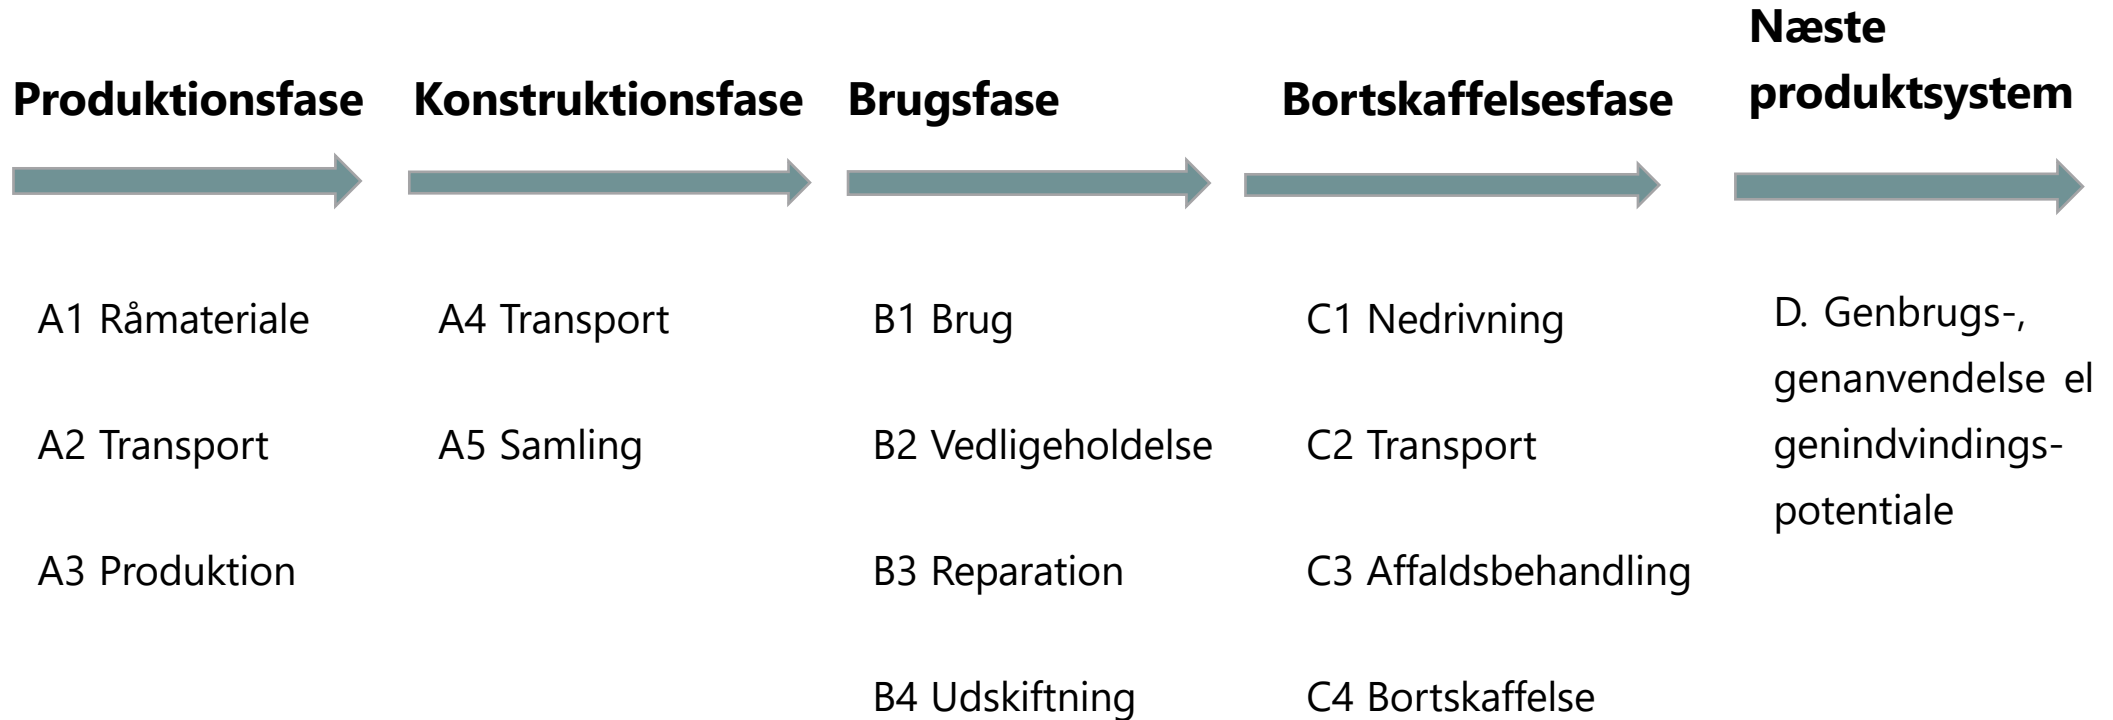 Produktionsfase
A1 Råmateriale
A2 Transport
A3 Produktion
Konstruktionsfase
A4 Transport
A5 Samling
Brugsfase
B1 Brug
B2 Vedligeholdelse
B3 Reparation
B4 Udskiftning
Bortskaffelsesfase
C1 Nedrivning
C2 Transport
C3 Affaldsbehandling
C4 Bortskaffelse
Næste
produktsystem
D. Genbrugs-,
genanvendelse el
genindvindings-
potentiale